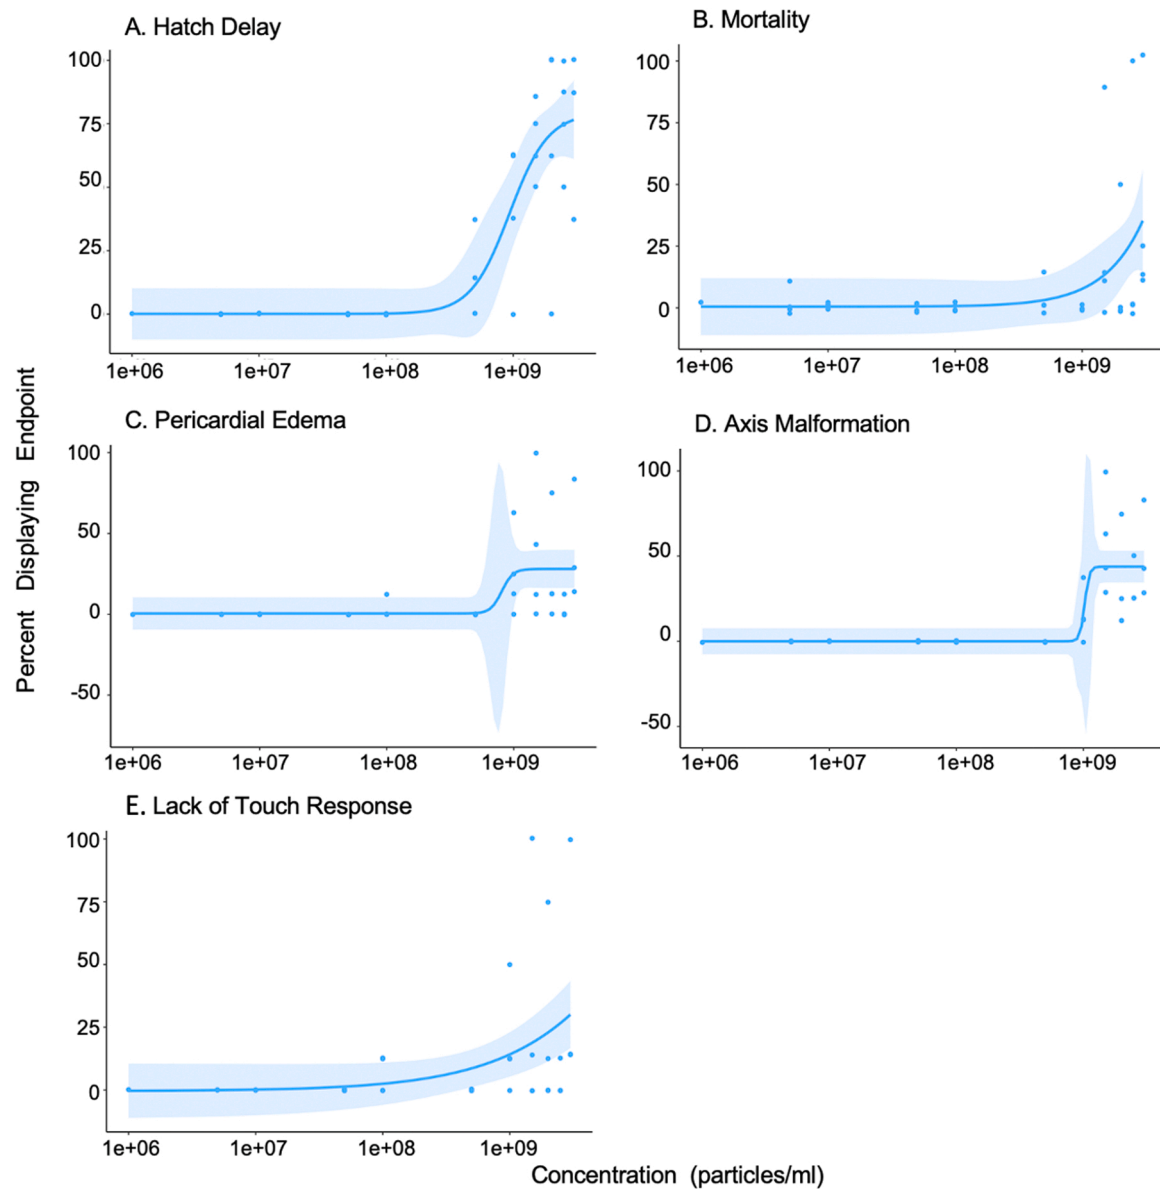 A. Hatch Delay
100
75
50
25
0
1e+06 1e+07 1e+08 1e+09
B. Mortality
100
75
50
25
0
1e+06 1e+07 1e+08 1e+09
Percent Displaying Endpoint
C. Pericardial Edema
100
50
0
-50
1e+06 1e+07 1e+08 1e+09
D. Axis Malformation
100
50
0
-50
1e+06 1e+07 1e+08 1e+09
E. Lack of Touch Response
100
75
50
25
0
1e+06 1e+07 1e+08 1e+09
Concentration (particles/ml)